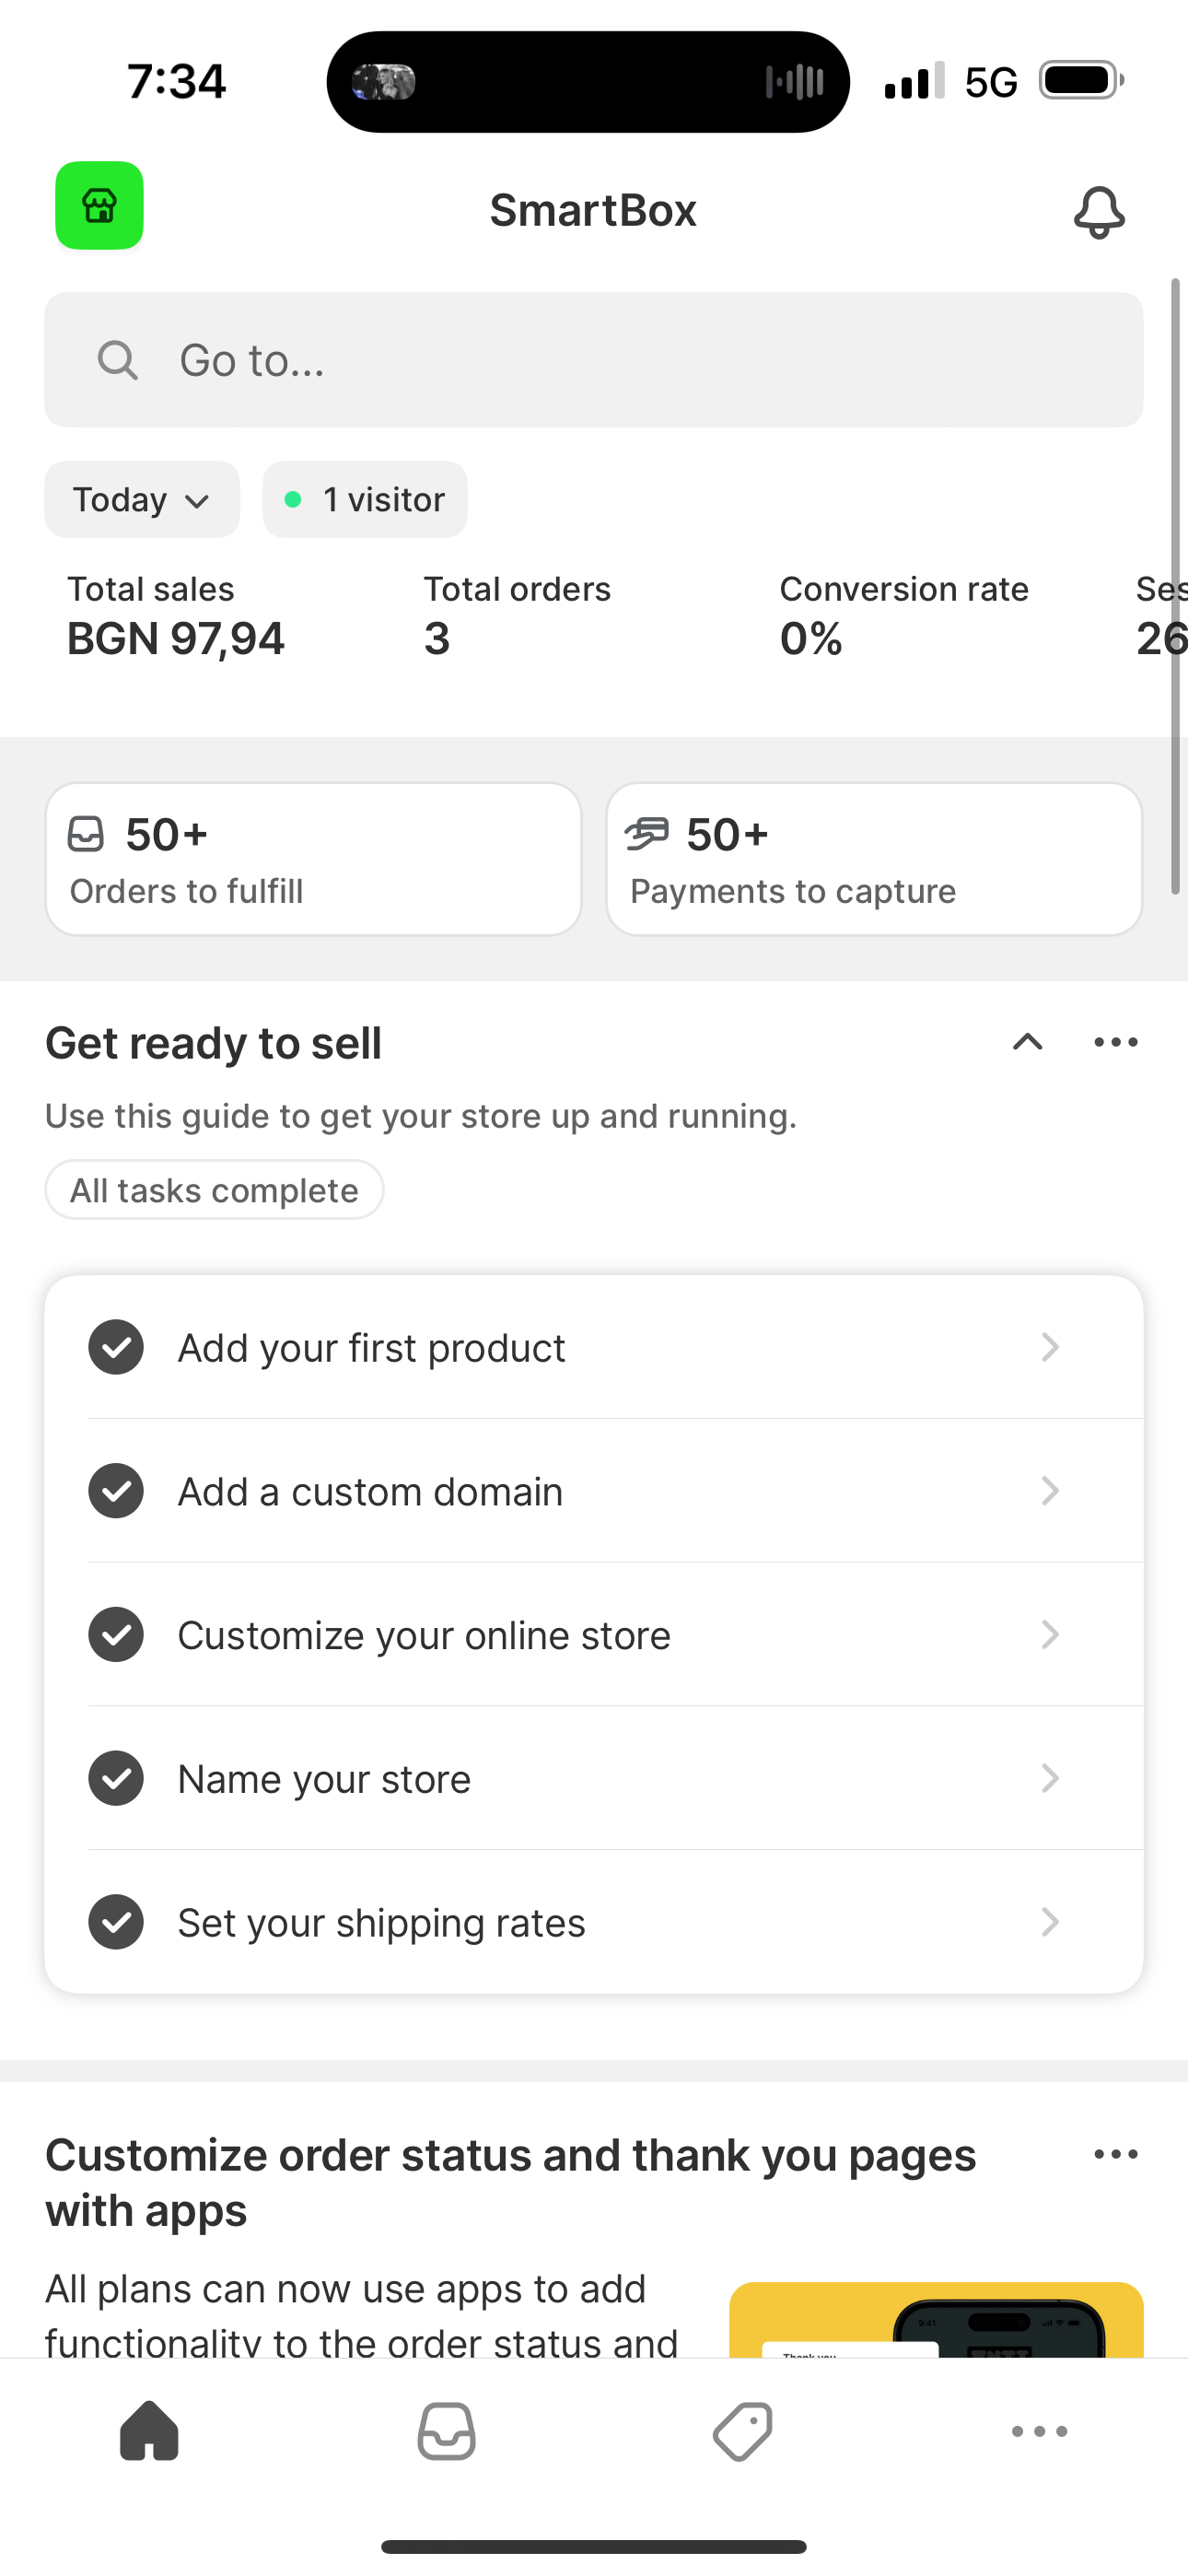 7:34
5G
SmartBox
Go to...
Today
1 visitor
Total sales
Total orders
Conversion rate
Ses
BGN 97,94
3
0%
26
50+
Orders to fulfill
50+
Payments to capture
Get ready to sell
Use this guide to get your store up and running.
All tasks complete
Add your first product
Add a custom domain
Customize your online store
Name your store
Set your shipping rates
Customize order status and thank you pages
with apps
All plans can now use apps to add
functionality to the order status and
9:41
Thank you